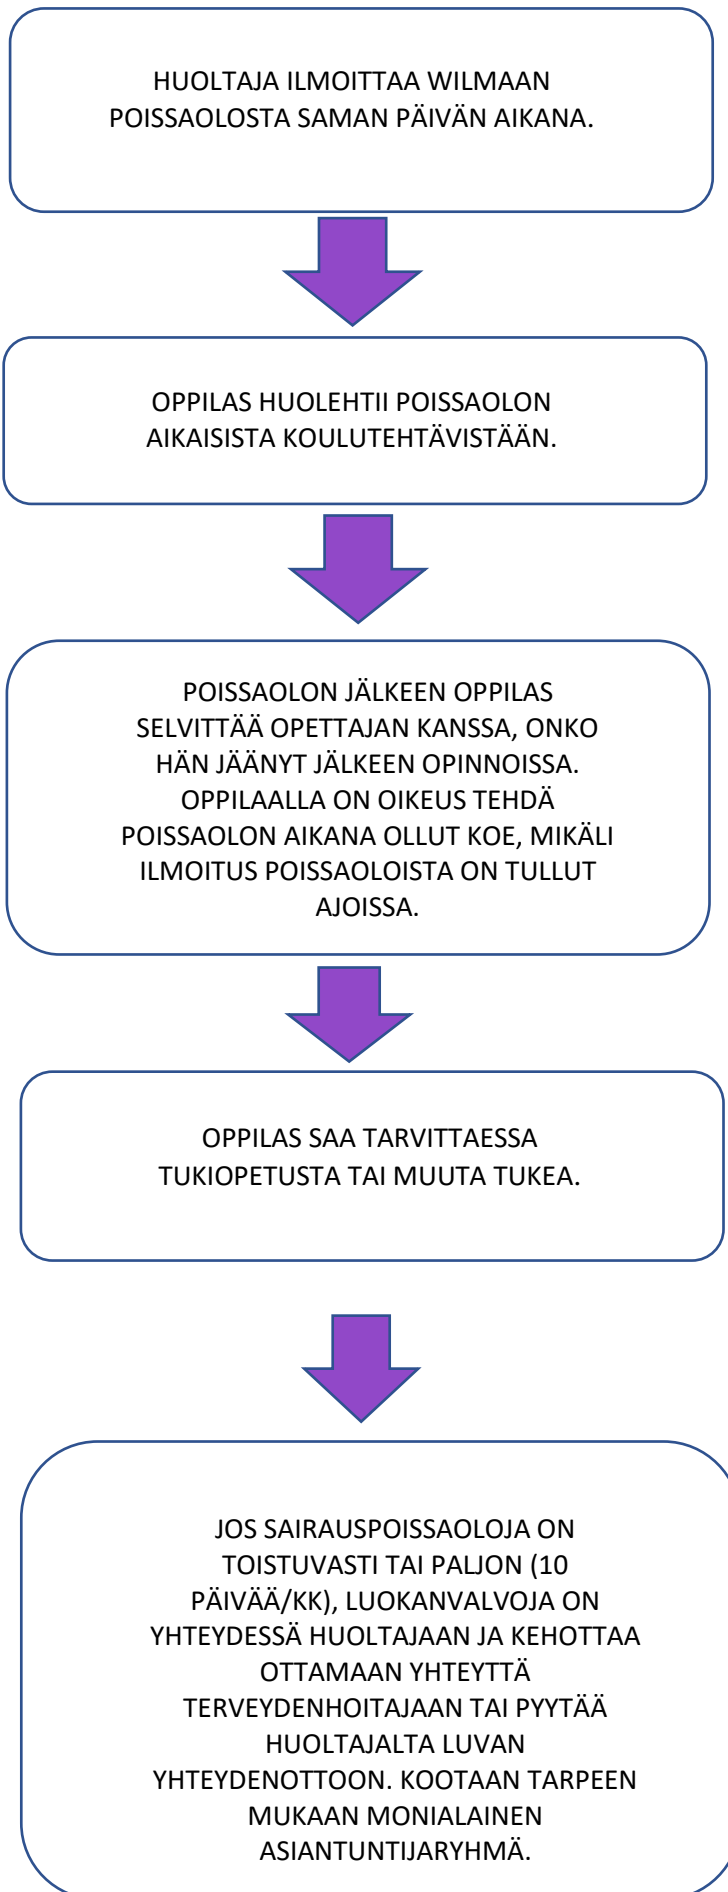 HUOLTAJA ILMOITTAA WILMAAN
POISSAOLOSTA SAMAN PÄIVÄN AIKANA.
OPPILAS HUOLEHTII POISSAOLON
AIKAISISTA KOULUTEHTÄVISTÄÄN.
POISSAOLON JÄLKEEN OPPILAS
SELVITTÄÄ OPETTAJAN KANSSA, ONKO
HÄN JÄÄNYT JÄLKEEN OPINNOISSA.
OPPILAALLA ON OIKEUS TEHDÄ
POISSAOLON AIKANA OLLUT KOE, MIKÄLI
ILMOITUS POISSAOLOISTA ON TULLUT
AJOISSA.
OPPILAS SAA TARVITTAESSA
TUKIOPETUSTA TAI MUUTA TUKEA.
JOS SAIRAUSPOISSAOLOJA ON
TOISTUVASTI TAI PALJON (10
PÄIVÄÄ/KK), LUOKANVALVOJA ON
YHTEYDESSÄ HUOLTAJAAN JA KEHOTTAA
OTTAMAAN YHTEYTTÄ
TERVEYDENHOITAJAAN TAI PYYTÄÄ
HUOLTAJALTA LUVAN
YHTEYDENOTTOON. KOOTAAN TARPEEN
MUKAAN MONIALAINEN
ASIANTUNTIJARYHMÄ.